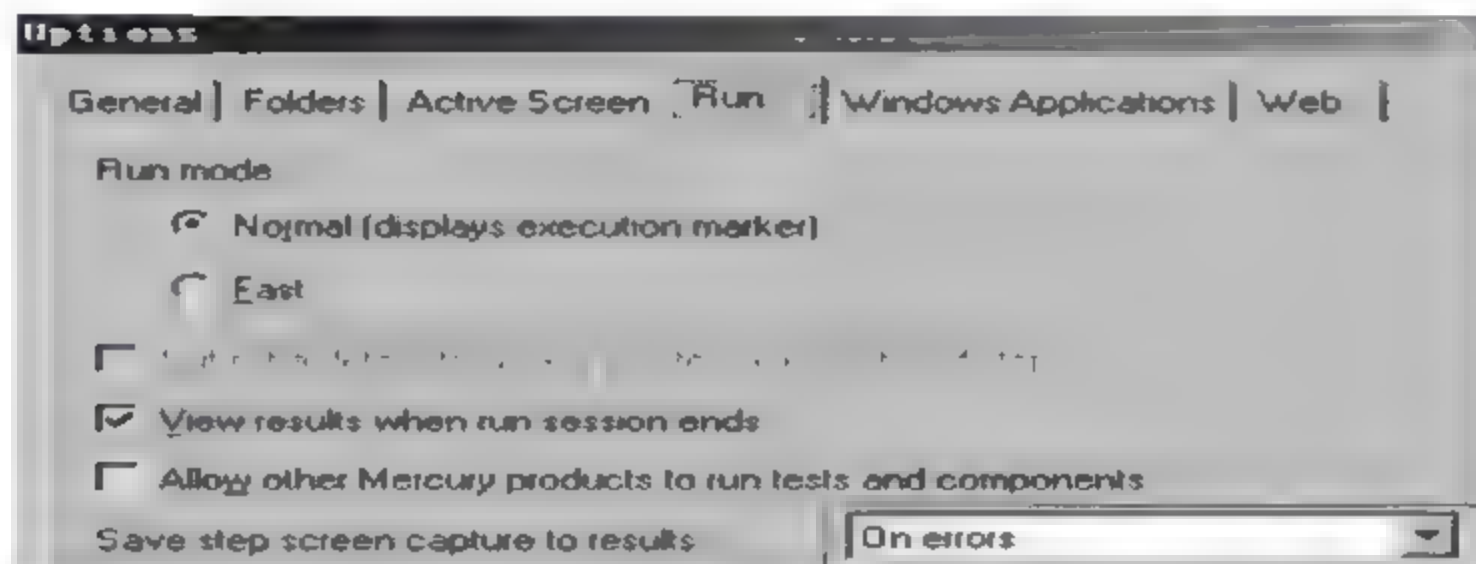 Options
General Folders Active Screen Run Windows Applications Web
Run mode
Normal (displays execution marker)
Fast
View results when run session ends
Allow other Mercury products to run tests and components
Save step screen capture to results On errors